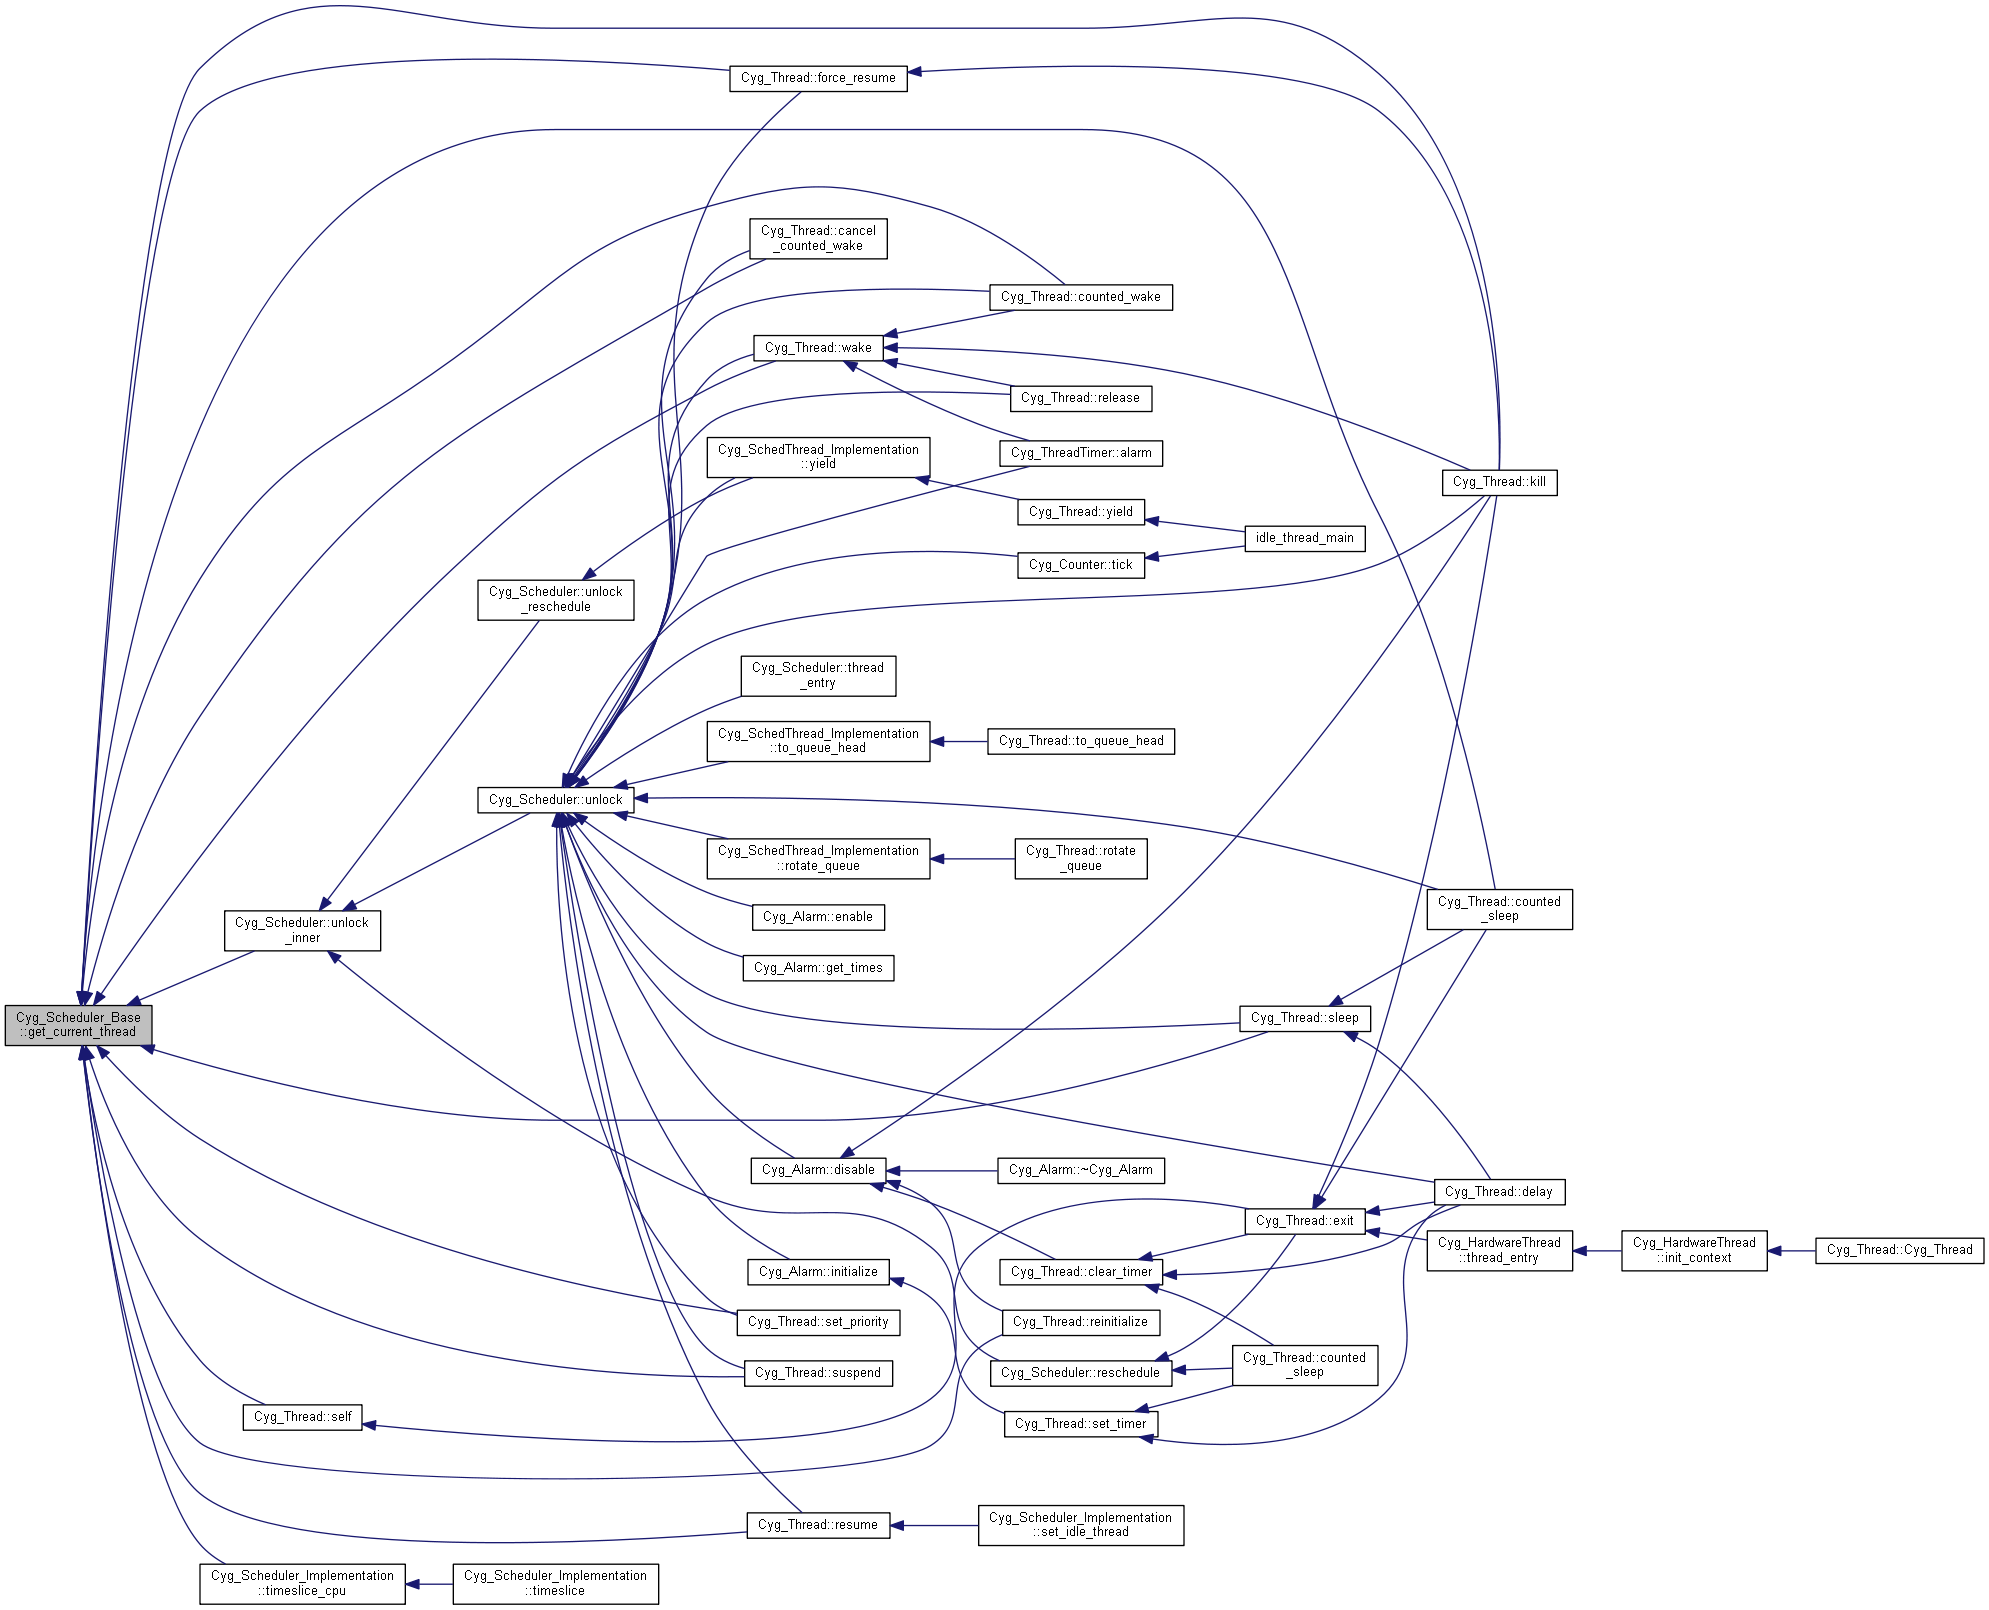 Cyg_Thread::force_resume
Cyg_Thread::cancel
_counted_wake
Cyg_Thread::counted_wake
Cyg_Thread::wake
Cyg_Thread::release
Cyg_SchedThread_Implementation
::yield
Cyg_ThreadTimer::alarm
Cyg_Thread::kill
Cyg_Thread::yield
idle_thread_main
Cyg_Counter::tick
Cyg_Scheduler::unlock
_reschedule
Cyg_Scheduler::thread
_entry
Cyg_SchedThread_Implementation
::to_queue_head
Cyg_Thread::to_queue_head
Cyg_Scheduler::unlock
Cyg_SchedThread_Implementation
::rotate_queue
Cyg_Thread::rotate
_queue
Cyg_Thread::counted
_sleep
Cyg_Alarm::enable
Cyg_Scheduler::unlock
_inner
Cyg_Alarm::get_times
Cyg_Scheduler_Base
::get_current_thread
Cyg_Thread::sleep
Cyg_Alarm::disable
Cyg_Alarm::~Cyg_Alarm
Cyg_Thread::delay
Cyg_Thread::exit
Cyg_HardwareThread
::thread_entry
Cyg_HardwareThread
::init_context
Cyg_Thread::Cyg_Thread
Cyg_Alarm::initialize
Cyg_Thread::clear_timer
Cyg_Thread::set_priority
Cyg_Thread::reinitialize
Cyg_Thread::suspend
Cyg_Scheduler::reschedule
Cyg_Thread::counted
_sleep
Cyg_Thread::self
Cyg_Thread::set_timer
Cyg_Thread::resume
Cyg_Scheduler_Implementation
::set_idle_thread
Cyg_Scheduler_Implementation
::timeslice_cpu
Cyg_Scheduler_Implementation
::timeslice